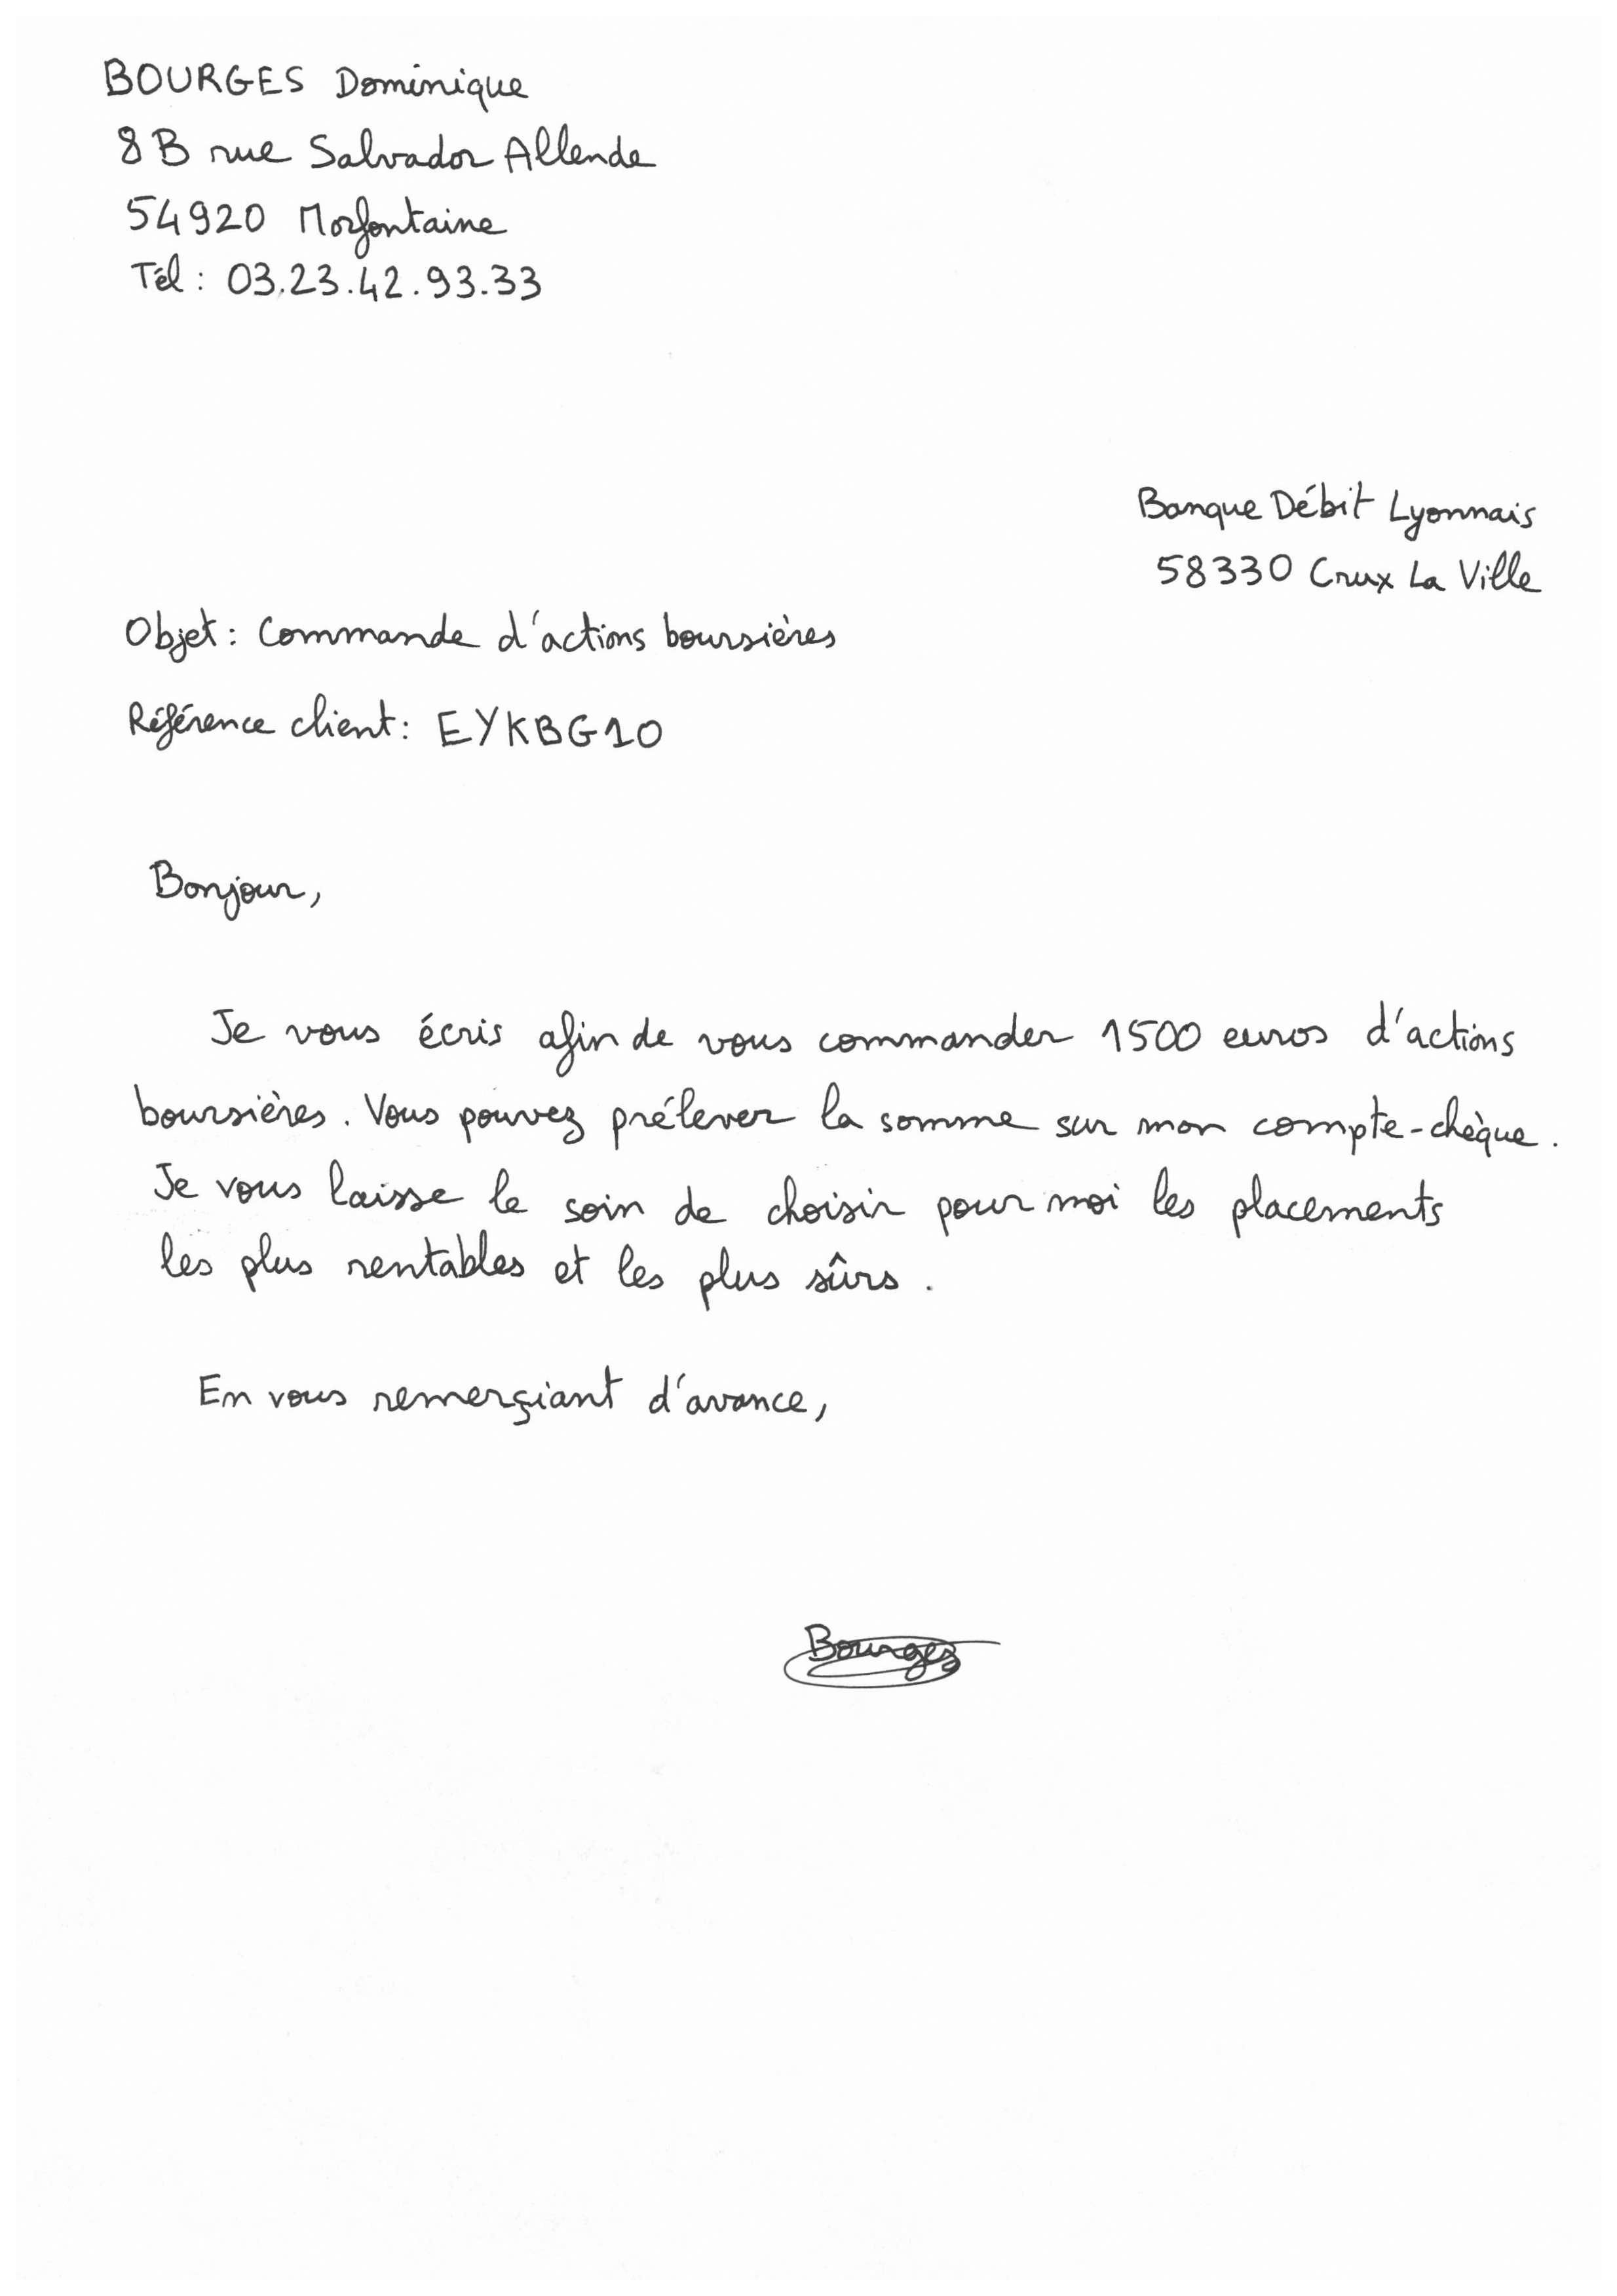 BOURGES Dominique
8B rue Salvador Allende
54920 Morfontaine
Tél : 03.23.42.93.33
Banque Débit Lyonnais
58330 Crux La Ville
Objet : Commande d'actions boursières
Référence client : EYKBG10
Bonjour,
Je vous écris afin de vous commander 1500 euros d'actions
boursières. Vous pouvez prélever la somme sur mon compte-chèque.
Je vous laisse le soin de choisir pour moi les placements
les plus rentables et les plus sûrs.
En vous remerçiant d'avance,
Bourges